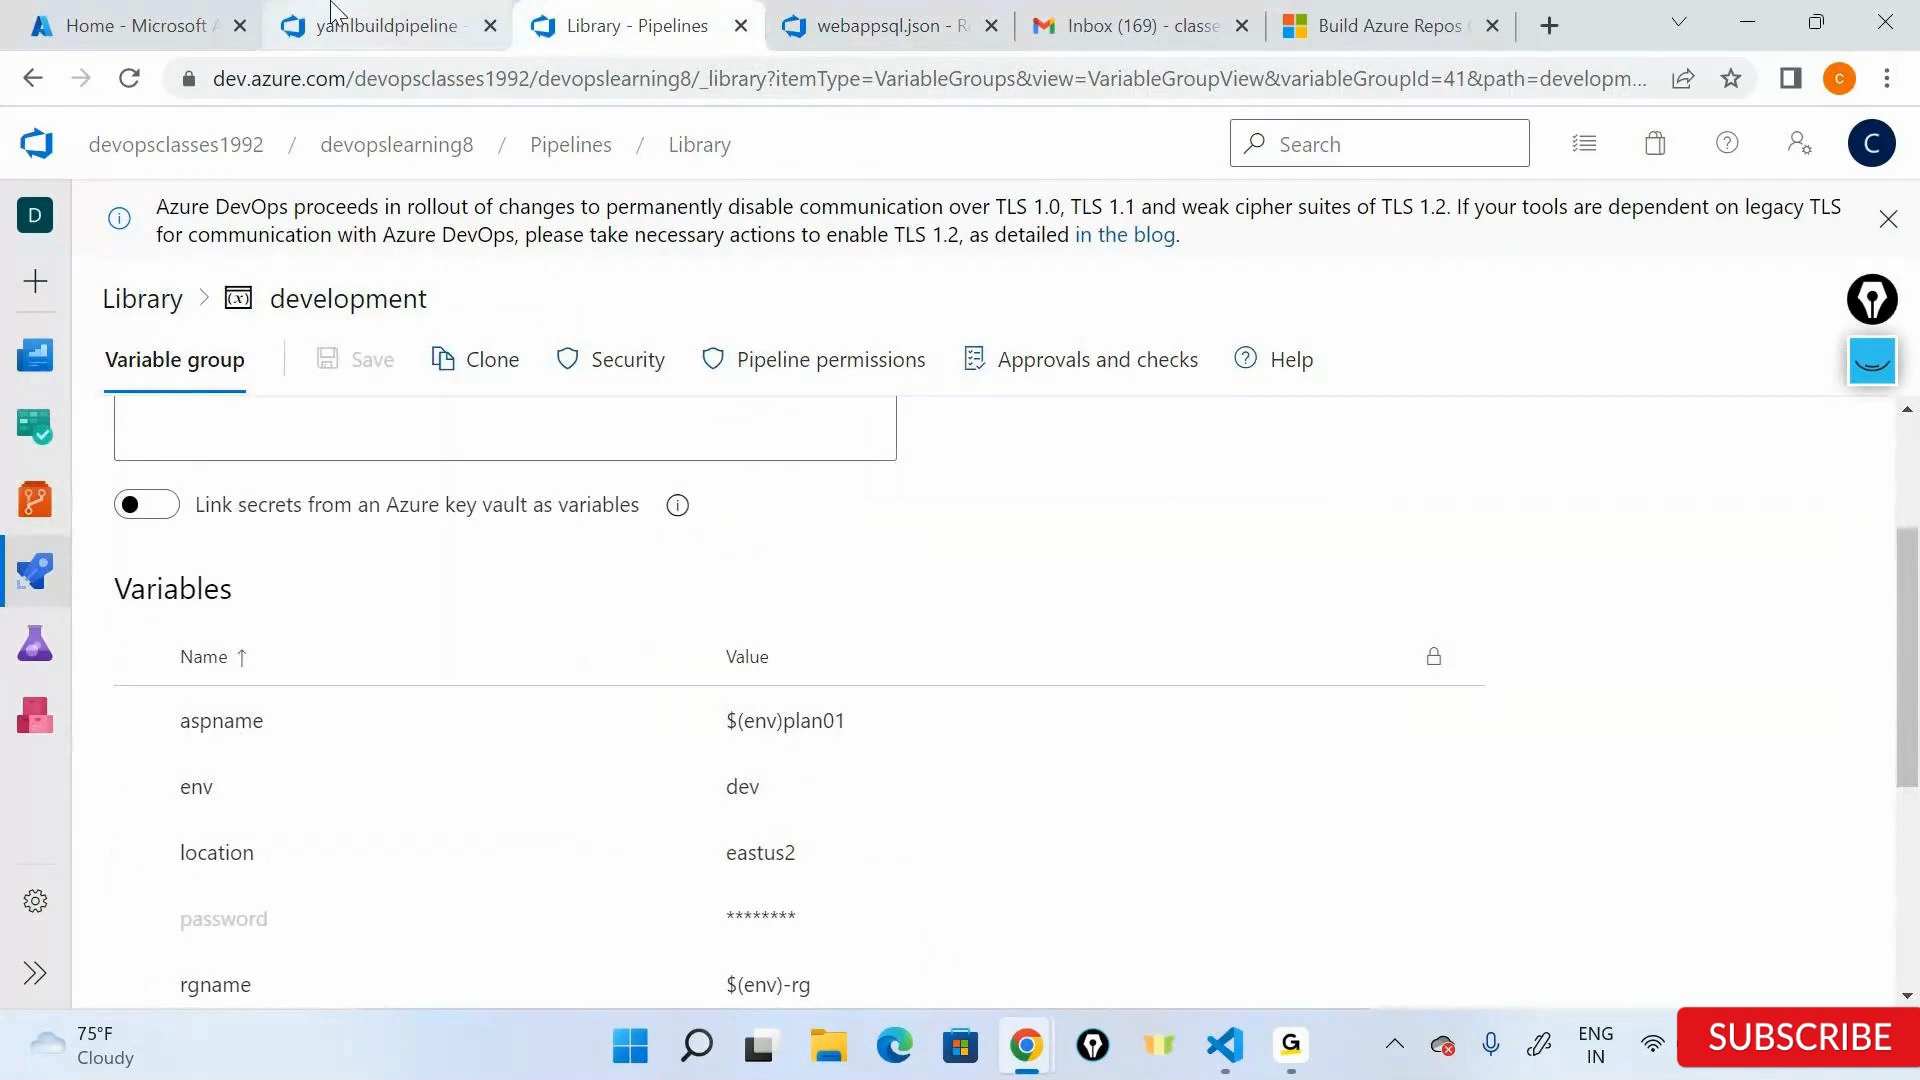 Home - Microsoft A
yamlbuildpipeline -
Library - Pipelines
webappsql.json - R
Inbox (169) - classe
Build Azure Repos
dev.azure.com/devopsclasses1992/devopslearning8/_library?itemType=VariableGroups&view=VariableGroupView&variableGroupId=41&path=developm...
C
devopsclasses1992 / devopslearning8 / Pipelines / Library
Search
C
D
Azure DevOps proceeds in rollout of changes to permanently disable communication over TLS 1.0, TLS 1.1 and weak cipher suites of TLS 1.2. If your tools are dependent on legacy TLS
for communication with Azure DevOps, please take necessary actions to enable TLS 1.2, as detailed in the blog.
Library > (x) development
Variable group
Save
Clone
Security
Pipeline permissions
Approvals and checks
Help
Link secrets from an Azure key vault as variables
Variables
Name ↑ Value
aspname $(env)plan01
env dev
location eastus2
password ********
rgname $(env)-rg
75°F
Cloudy
G
ENG
IN
SUBSCRIBE